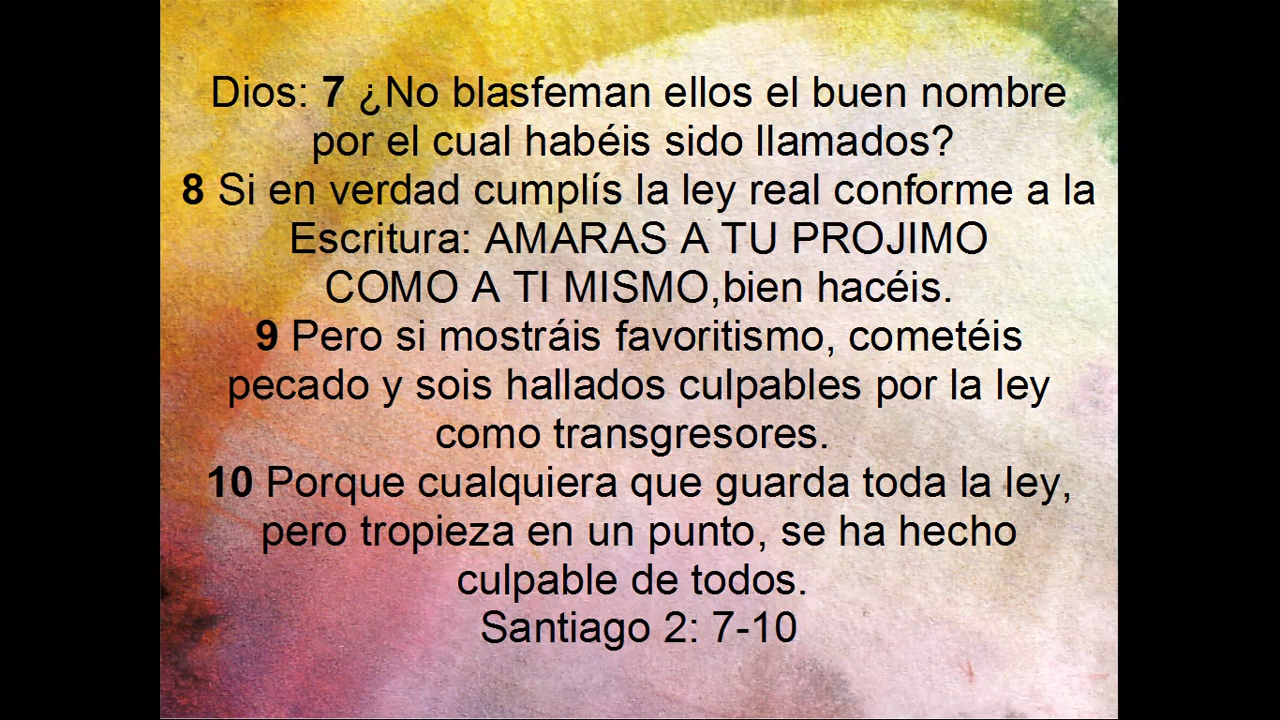 Dios: 7 ¿No blasfeman ellos el buen nombre
por el cual habéis sido llamados?
8 Si en verdad cumplís la ley real conforme a la
Escritura: AMARAS A TU PROJIMO
COMO A TI MISMO,bien hacéis.
9 Pero si mostráis favoritismo, cometéis
pecado y sois hallados culpables por la ley
como transgresores.
10 Porque cualquiera que guarda toda la ley,
pero tropieza en un punto, se ha hecho
culpable de todos.
Santiago 2: 7-10